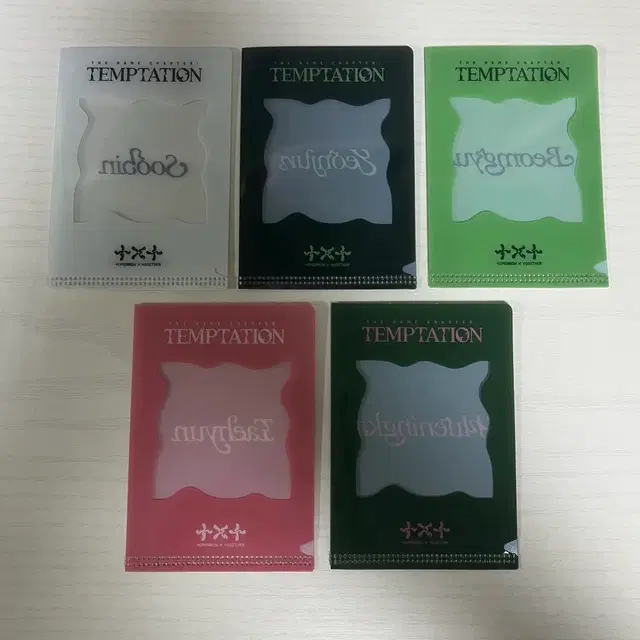 THE NAME CHAPTER:
TEMPTATION
Soobin
TOMORROW X TOGETHER
THE NAME CHAPTER:
TEMPTATION
Yeonjun
TOMORROW X TOGETHER
THE NAME CHAPTER:
TEMPTATION
Beomgyu
TOMORROW X TOGETHER
THE NAME CHAPTER:
TEMPTATION
Taehyun
TOMORROW X TOGETHER
THE NAME CHAPTER:
TEMPTATION
Hueningk
TOMORROW X TOGETHER